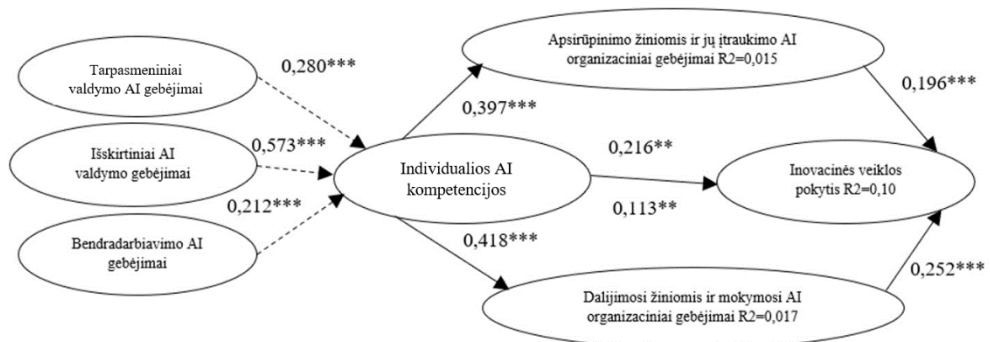 Tarpasmeniniai
valdymo AI gebėjimai
0,280***
Išskirtiniai AI
valdymo gebėjimai
0,573***
Bendradarbiavimo AI
gebėjimai
0,212***
Individualios AI
kompetencijos
Apsirūpinimo žiniomis ir jų įtraukimo AI
organizaciniai gebėjimai R2=0,015
0,397***
0,196***
0,216**
0,113**
Inovacinės veiklos
pokytis R2=0,10
0,418***
0,252***
Dalijimosi žiniomis ir mokymosi AI
organizaciniai gebėjimai R2=0,017